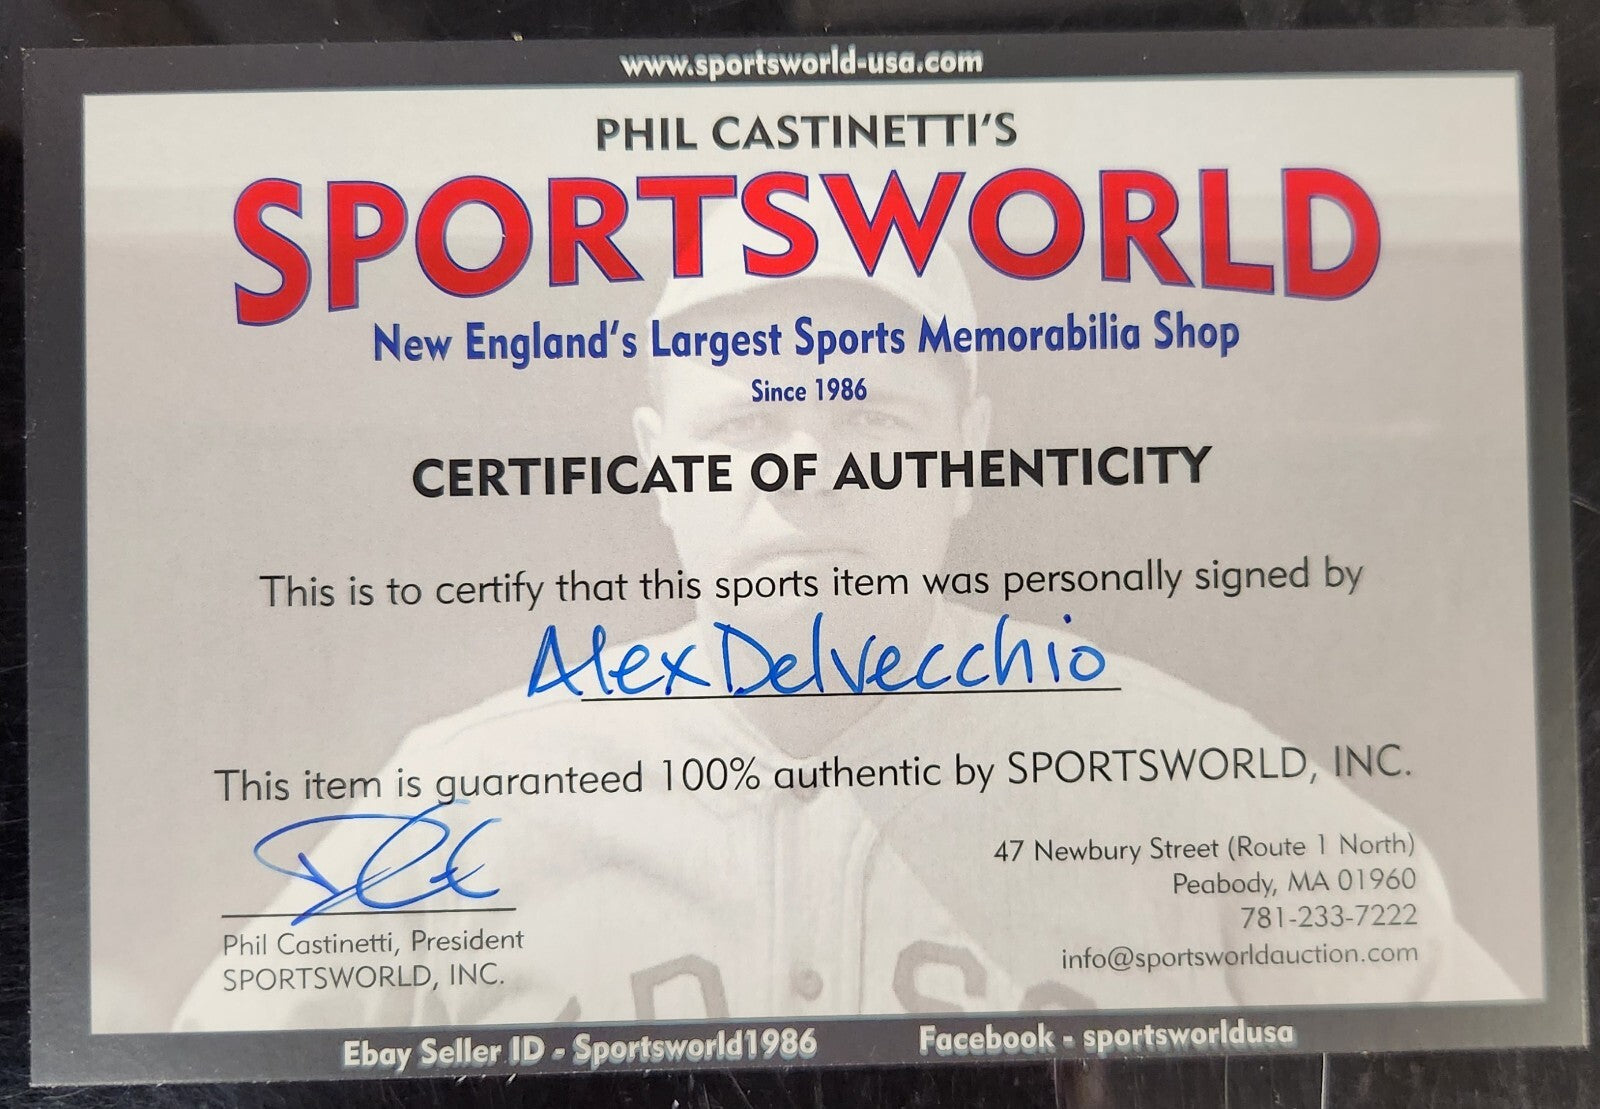 www.sportsworld-usa.com
PHIL CASTINETTI'S
SPORTSWORLD
New England's Largest Sports Memorabilia Shop
Since 1986
CERTIFICATE OF AUTHENTICITY
This is to certify that this sports item was personally signed by
Alex Delvecchio
This item is guaranteed 100% authentic by SPORTSWORLD, INC.
47 Newbury Street (Route 1 North)
Peabody, MA 01960
781-233-7222
info@sportsworldauction.com
Phil Castinetti, President
SPORTSWORLD, INC.
Ebay Seller ID - Sportsworld1986
Facebook - sportsworldusa